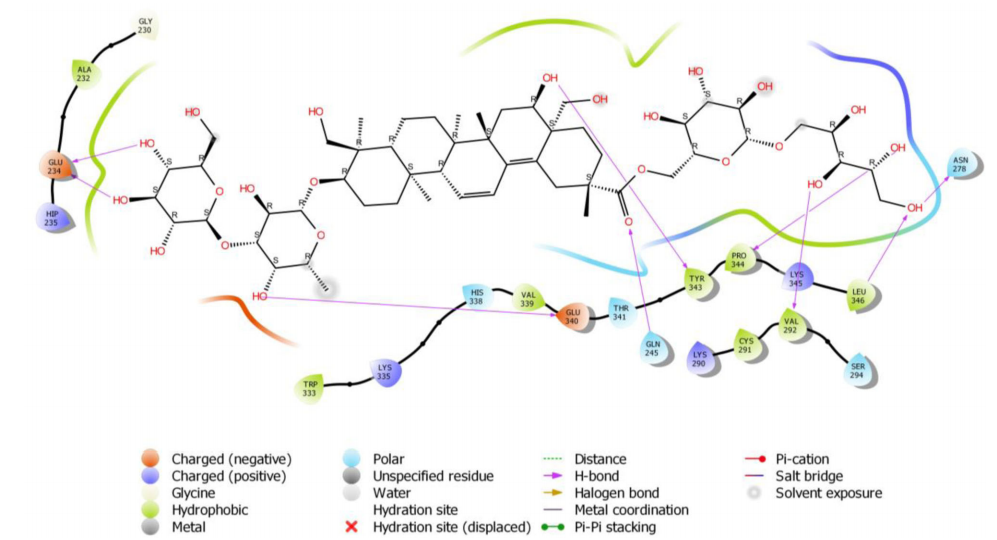 GLY
230
ALA
232
GLU
234
HIP
235
HO
HO
HO
HO
O
O
HO
HO
O
O
HO
OH
OH
O
O
HO
HO
OH
O
O
OH
OH
HO
OH
S
R
S
R
S
R
S
S
R
R
R
R
S
R
R
S
R
S
R
S
S
S
R
S
R
R
R
R
ASN
278
PRO
344
TYR
343
LYS
345
LEU
346
HIS
338
VAL
339
GLU
340
THR
341
GLN
245
VAL
292
CYS
291
LYS
290
SER
294
LYS
335
TRP
333
Charged (negative)
Charged (positive)
Glycine
Hydrophobic
Metal
Polar
Unspecified residue
Water
Hydration site
Hydration site (displaced)
Distance
H-bond
Halogen bond
Metal coordination
Pi-Pi stacking
Pi-cation
Salt bridge
Solvent exposure